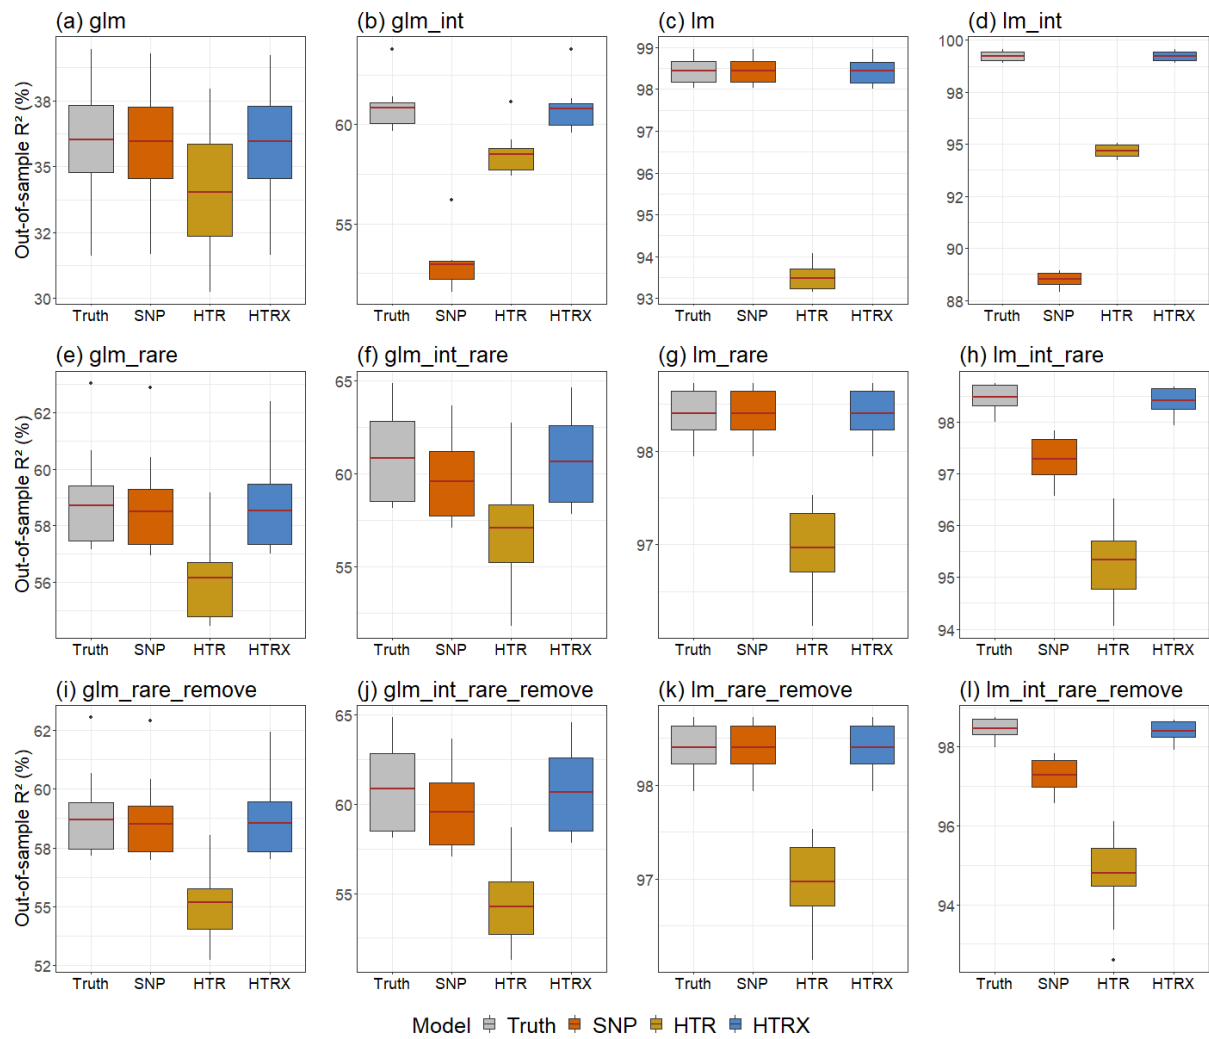 (a) glm
(b) glm_int
(c) lm
(d) lm_int
Out-of-sample R² (%)
38
35
32
30
60
55
99
98
97
96
95
94
93
100
98
95
92
90
88
Truth SNP HTR HTRX
Truth SNP HTR HTRX
Truth SNP HTR HTRX
Truth SNP HTR HTRX
(e) glm_rare
(f) glm_int_rare
(g) lm_rare
(h) lm_int_rare
Out-of-sample R² (%)
62
60
58
56
65
60
55
98
97
98
97
96
95
94
Truth SNP HTR HTRX
Truth SNP HTR HTRX
Truth SNP HTR HTRX
Truth SNP HTR HTRX
(i) glm_rare_remove
(j) glm_int_rare_remove
(k) lm_rare_remove
(l) lm_int_rare_remove
Out-of-sample R² (%)
62
60
58
55
52
65
60
55
98
97
98
96
94
Truth SNP HTR HTRX
Truth SNP HTR HTRX
Truth SNP HTR HTRX
Truth SNP HTR HTRX
Model Truth SNP HTR HTRX